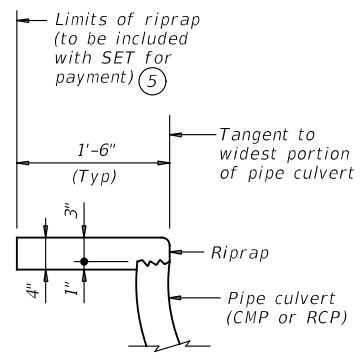 Limits of riprap
(to be included
with SET for
payment) 5
Tangent to
widest portion
of pipe culvert
1'-6"
(Typ)
3"
Riprap
4"
1"
Pipe culvert
(CMP or RCP)